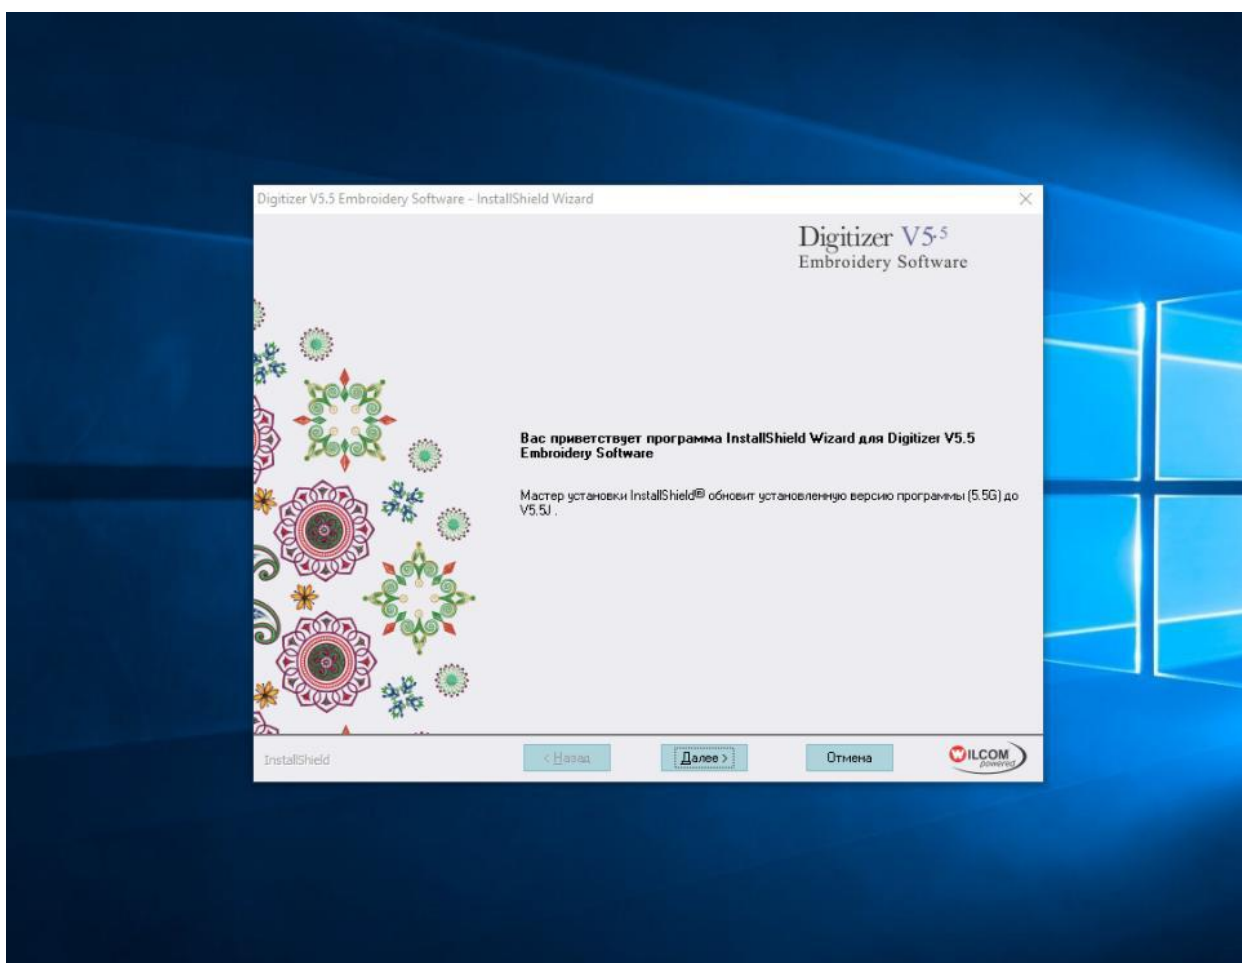 Digitizer V5.5 Embroidery Software - InstallShield Wizard
Digitizer V5.5
Embroidery Software
Вас приветствует программа InstallShield Wizard для Digitizer V5.5
Embroidery Software
Мастер установки InstallShield® обновит установленную версию программы (5.5G) до
V5.5J .
InstallShield
< Назад
Далее >
Отмена
WILCOM
powered